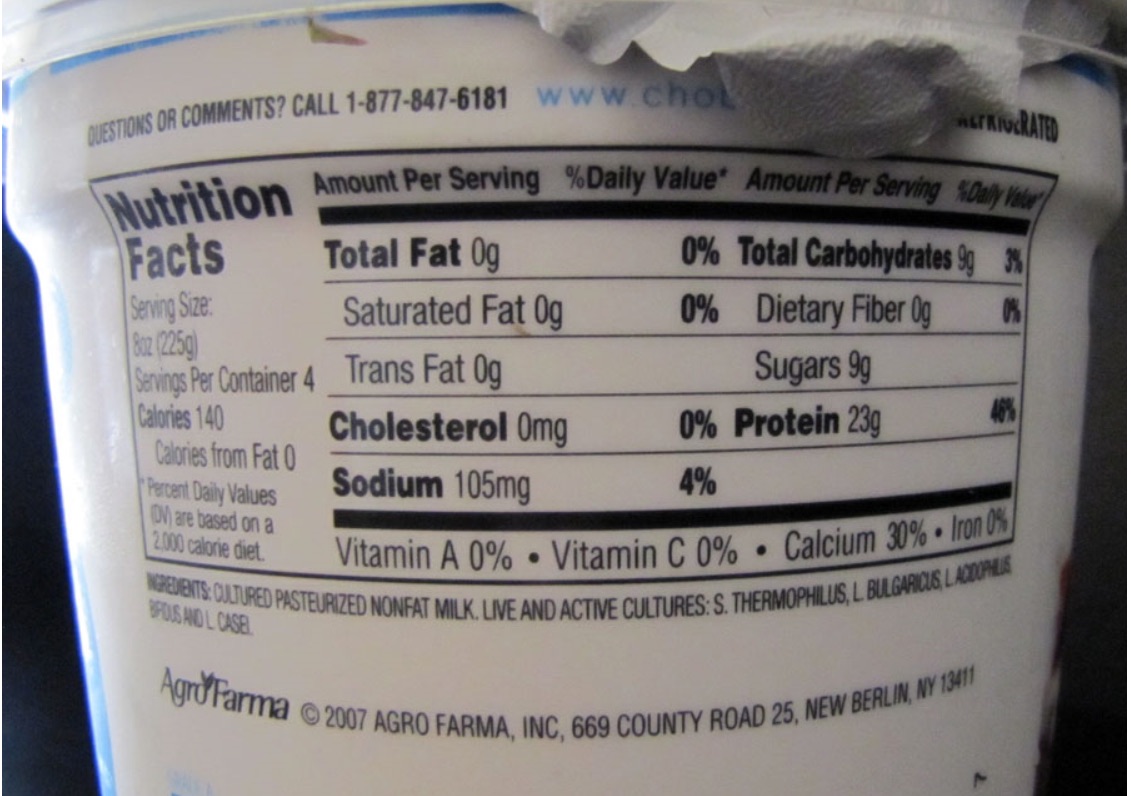 QUESTIONS OR COMMENTS? CALL 1-877-847-6181 www.cho
REFRIGERATED
Nutrition
Facts
Serving Size:
8oz (225g)
Servings Per Container 4
Calories 140
Calories from Fat 0
*Percent Daily Values
(DV) are based on a
2,000 calorie diet.
Amount Per Serving %Daily Value* Amount Per Serving %Daily Value*
Total Fat 0g 0% Total Carbohydrates 9g 3%
Saturated Fat 0g 0% Dietary Fiber 0g 0%
Trans Fat 0g Sugars 9g
Cholesterol 0mg 0% Protein 23g 46%
Sodium 105mg 4%
Vitamin A 0% • Vitamin C 0% • Calcium 30% • Iron 0%
INGREDIENTS: CULTURED PASTEURIZED NONFAT MILK. LIVE AND ACTIVE CULTURES: S. THERMOPHILUS, L. BULGARICUS, L. ACIDOPHILUS,
BIFIDUS AND L. CASEI.
AgroFarma © 2007 AGRO FARMA, INC, 669 COUNTY ROAD 25, NEW BERLIN, NY 13411